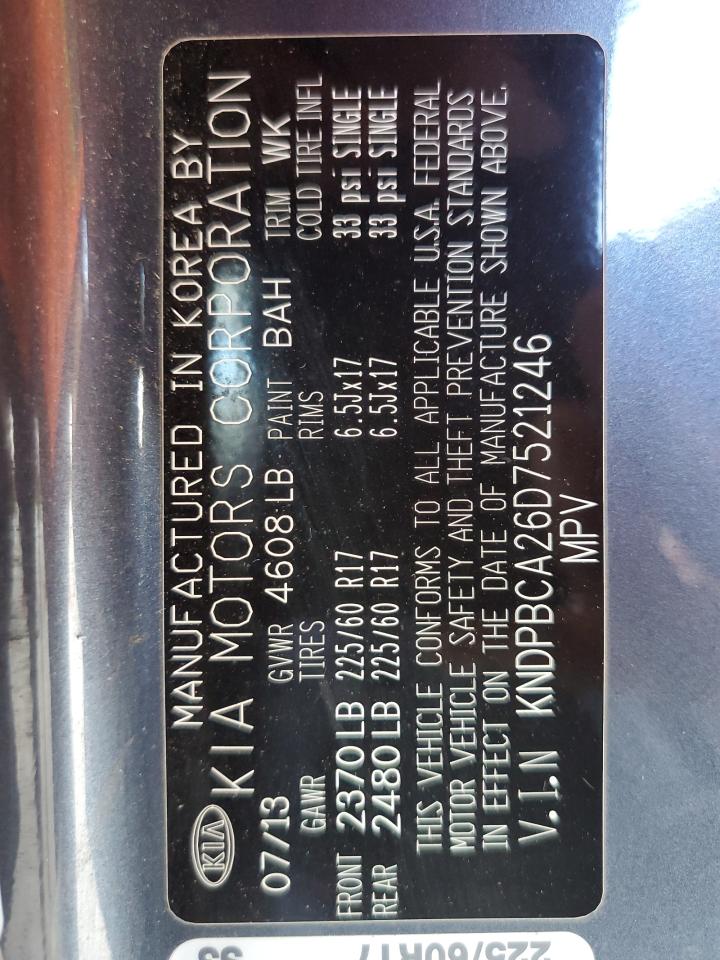 MANUFACTURED IN KOREA BY
KIA KIA MOTORS CORPORATION
07/13 GVWR 4608 LB PAINT BAH TRIM WK
GAWR TIRES RIMS COLD TIRE INFL
FRONT 2370 LB 225/60 R17 6.5Jx17 33 psi SINGLE
REAR 2480 LB 225/60 R17 6.5Jx17 33 psi SINGLE
THIS VEHICLE CONFORMS TO ALL APPLICABLE U.S.A. FEDERAL
MOTOR VEHICLE SAFETY AND THEFT PREVENTION STANDARDS
IN EFFECT ON THE DATE OF MANUFACTURE SHOWN ABOVE.
V.I.N KNDPBCA26D7521246
MPV
225/60R17
33